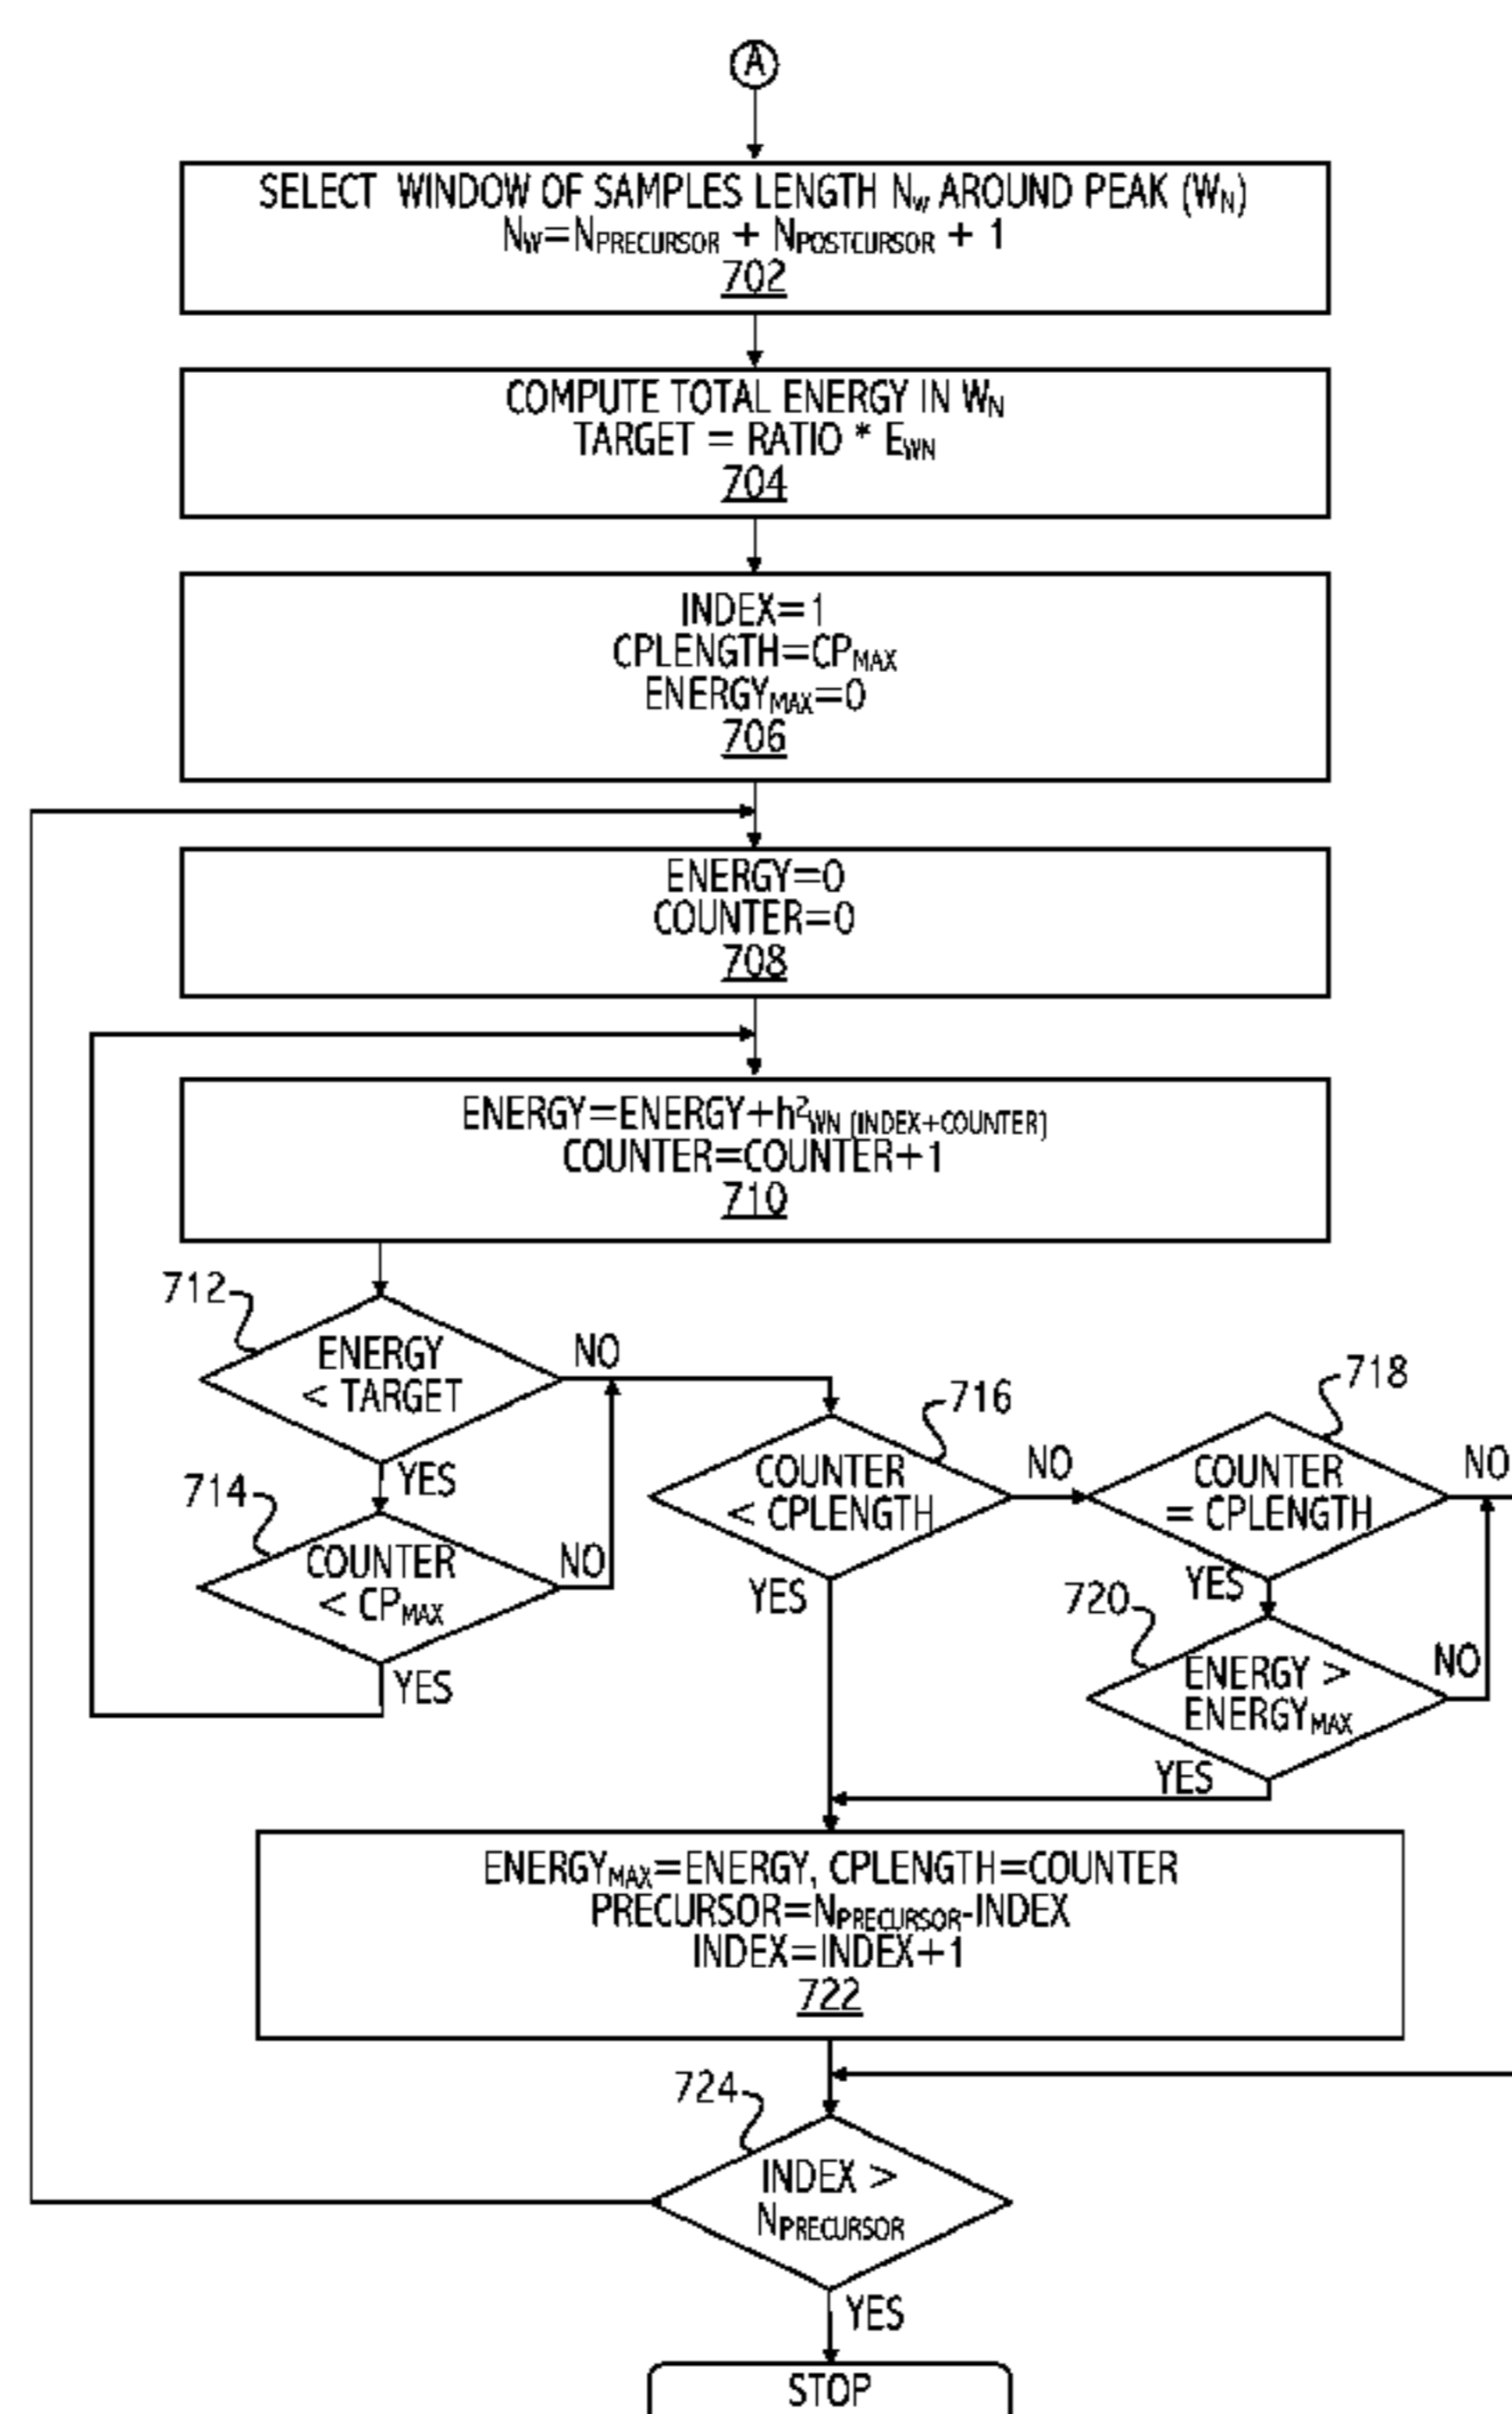 A
SELECT WINDOW OF SAMPLES LENGTH Nw AROUND PEAK (WN)
NW=NPRECURSOR + NPOSTCURSOR + 1
702
COMPUTE TOTAL ENERGY IN WN
TARGET = RATIO * EWN
704
INDEX=1
CPLENGTH=CPMAX
ENERGYMAX=0
706
ENERGY=0
COUNTER=0
708
ENERGY=ENERGY+h²WN (INDEX+COUNTER)
COUNTER=COUNTER+1
710
712
ENERGY
< TARGET
NO
YES
714
COUNTER
< CPMAX
NO
YES
716
COUNTER
< CPLENGTH
NO
YES
718
COUNTER
= CPLENGTH
NO
YES
720
ENERGY >
ENERGYMAX
NO
YES
ENERGYMAX=ENERGY, CPLENGTH=COUNTER
PRECURSOR=NPRECURSOR-INDEX
INDEX=INDEX+1
722
724
INDEX >
NPRECURSOR
YES
STOP